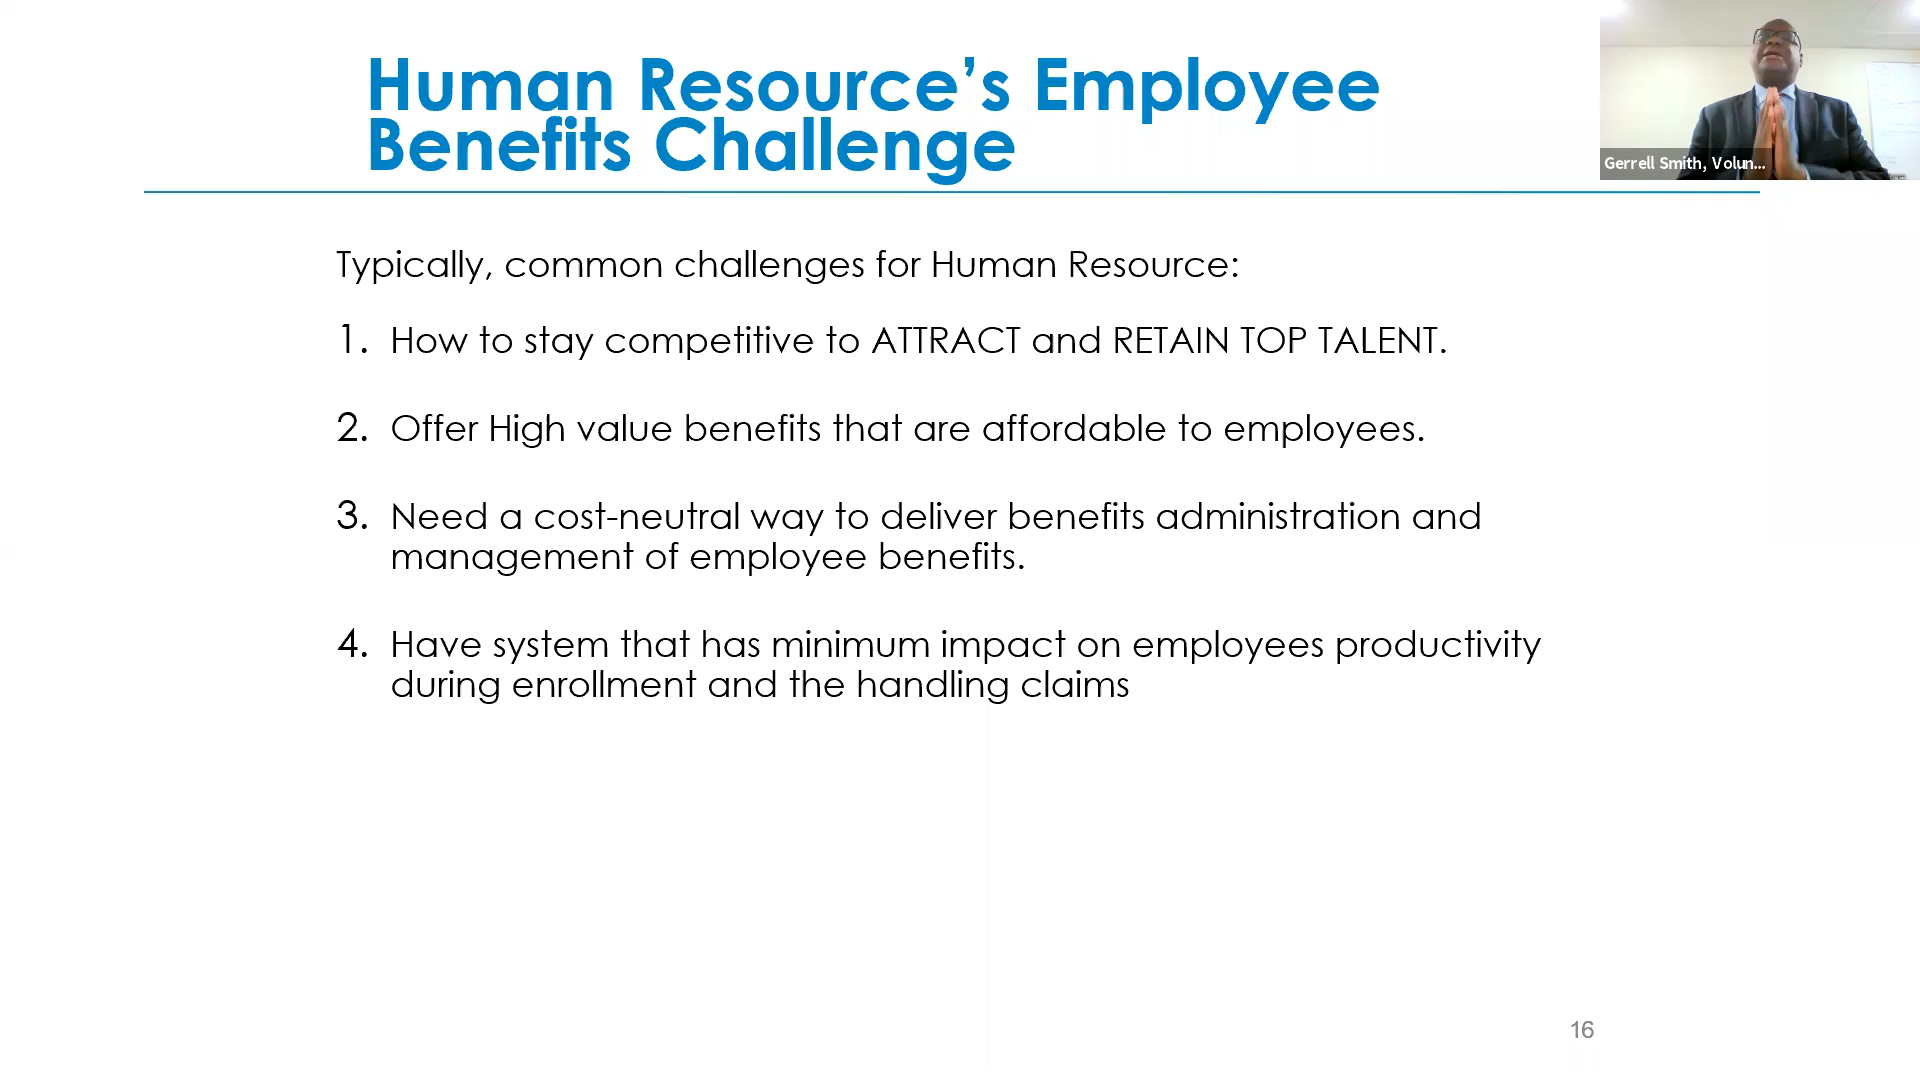 Human Resource’s Employee
Benefits Challenge
Gerrell Smith, Volun...
Typically, common challenges for Human Resource:
1. How to stay competitive to ATTRACT and RETAIN TOP TALENT.
2. Offer High value benefits that are affordable to employees.
3. Need a cost-neutral way to deliver benefits administration and
management of employee benefits.
4. Have system that has minimum impact on employees productivity
during enrollment and the handling claims
16